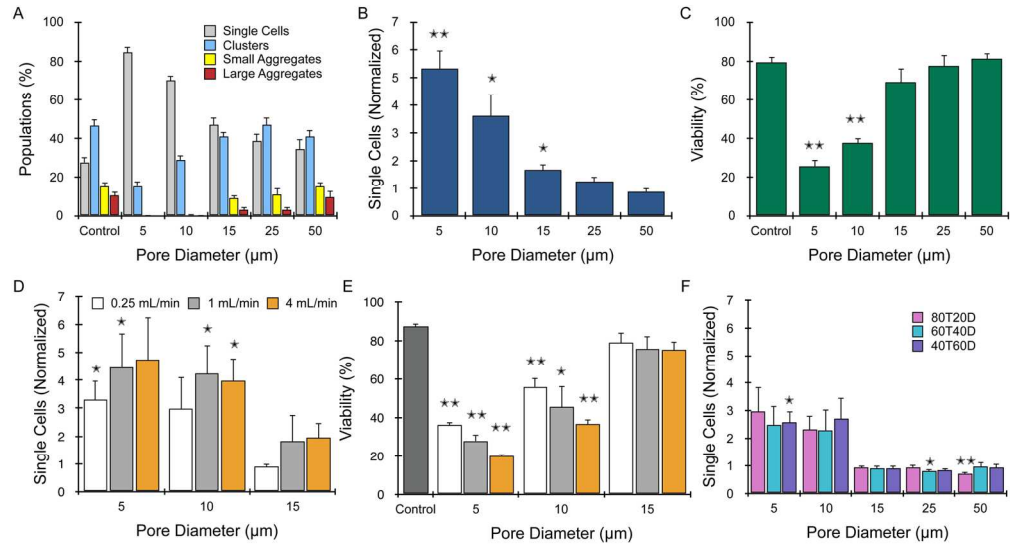 A
Populations (%)
100
80
60
40
20
0
Single Cells
Clusters
Small Aggregates
Large Aggregates
Control 5 10 15 25 50
Pore Diameter (µm)
B
Single Cells (Normalized)
7
6
5
4
3
2
1
0
★★
★
★
5 10 15 25 50
Pore Diameter (µm)
C
Viability (%)
100
80
60
40
20
0
★★
★★
Control 5 10 15 25 50
Pore Diameter (µm)
D
Single Cells (Normalized)
7
6
5
4
3
2
1
0
0.25 mL/min 1 mL/min 4 mL/min
★ ★ ★ ★
5 10 15
Pore Diameter (µm)
E
Viability (%)
100
80
60
40
20
0
★★ ★★ ★★ ★★ ★ ★★
Control 5 10 15
Pore Diameter (µm)
F
Single Cells (Normalized)
7
6
5
4
3
2
1
0
80T20D
60T40D
40T60D
★ ★ ★★
5 10 15 25 50
Pore Diameter (µm)